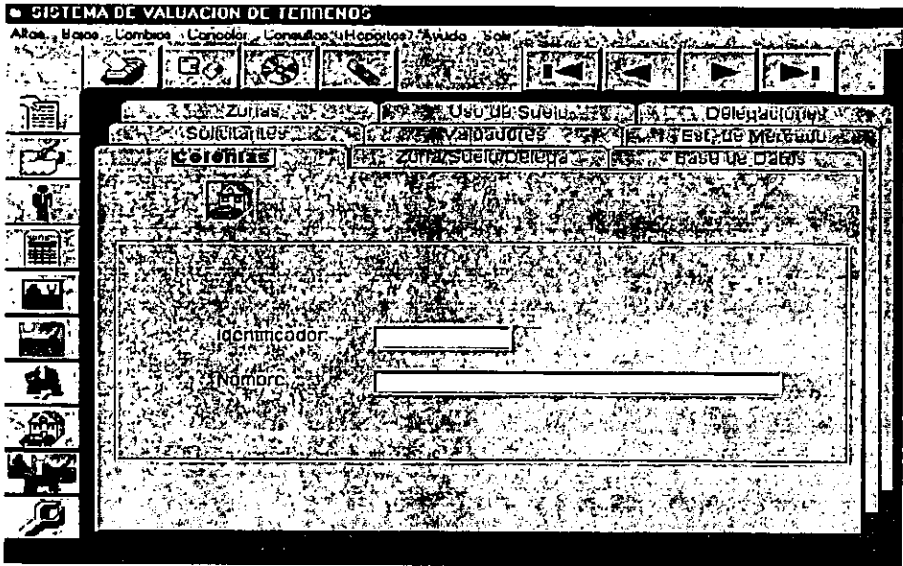 SISTEMA DE VALUACION DE TERRENOS
Altas Bajas Cambios Cancelar Consultas Reportes Ayuda Salir
Zonas Uso de Suelo Delegaciones
Solicitantes Valuadores Est. de Mercado
Colonias Zona/Suelo/Delega Base de Datos
Identificador
Nombre